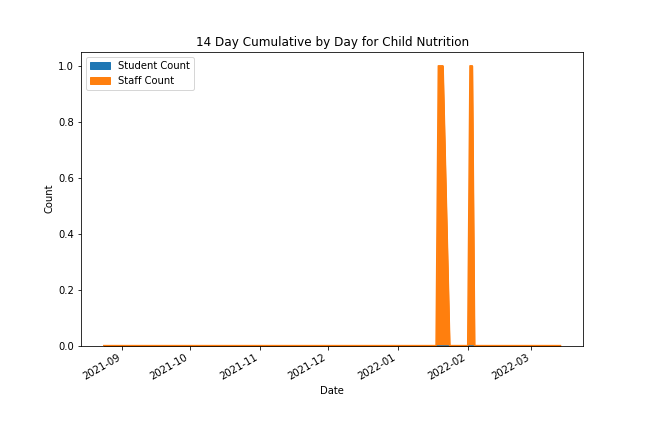 14 Day Cumulative by Day for Child Nutrition
Student Count
Staff Count
1.0
0.8
0.6
0.4
0.2
0.0
Count
2021-09
2021-10
2021-11
2021-12
2022-01
2022-02
2022-03
Date